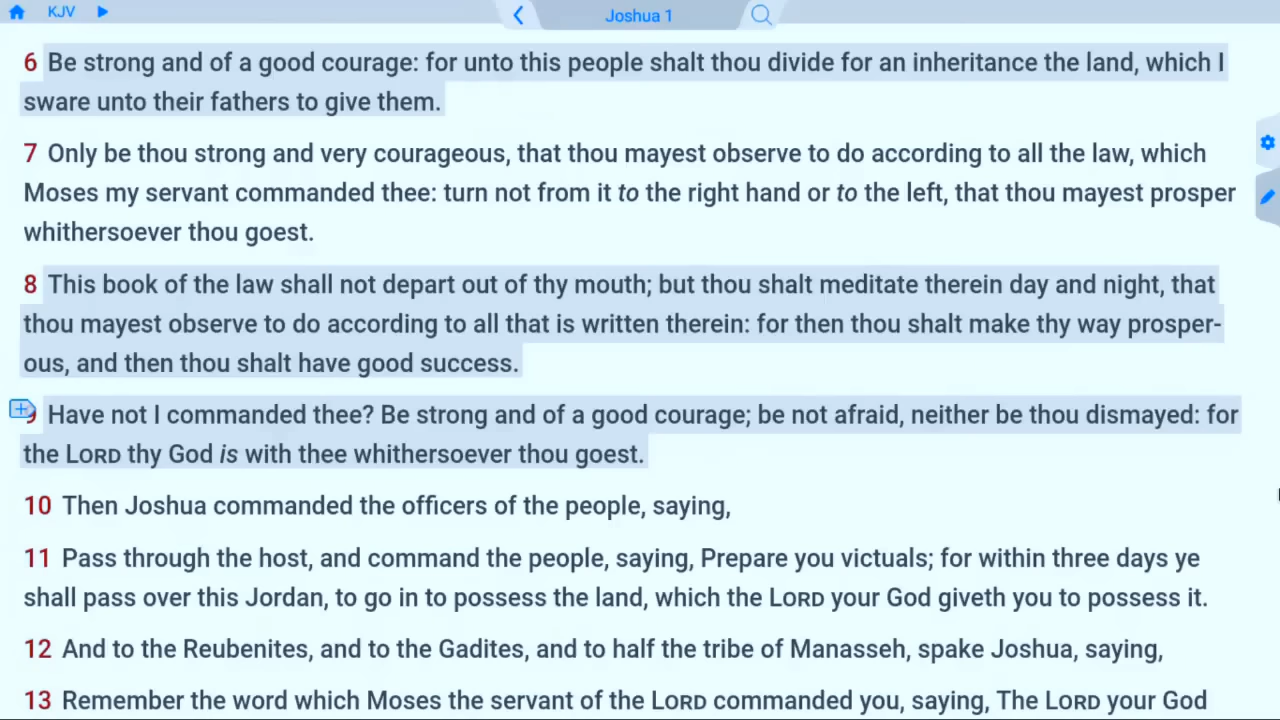 KJV
Joshua 1
6 Be strong and of a good courage: for unto this people shalt thou divide for an inheritance the land, which I
sware unto their fathers to give them.
7 Only be thou strong and very courageous, that thou mayest observe to do according to all the law, which
Moses my servant commanded thee: turn not from it to the right hand or to the left, that thou mayest prosper
whithersoever thou goest.
8 This book of the law shall not depart out of thy mouth; but thou shalt meditate therein day and night, that
thou mayest observe to do according to all that is written therein: for then thou shalt make thy way prosper-
ous, and then thou shalt have good success.
9 Have not I commanded thee? Be strong and of a good courage; be not afraid, neither be thou dismayed: for
the LORD thy God is with thee whithersoever thou goest.
10 Then Joshua commanded the officers of the people, saying,
11 Pass through the host, and command the people, saying, Prepare you victuals; for within three days ye
shall pass over this Jordan, to go in to possess the land, which the LORD your God giveth you to possess it.
12 And to the Reubenites, and to the Gadites, and to half the tribe of Manasseh, spake Joshua, saying,
13 Remember the word which Moses the servant of the LORD commanded you, saying, The LORD your God